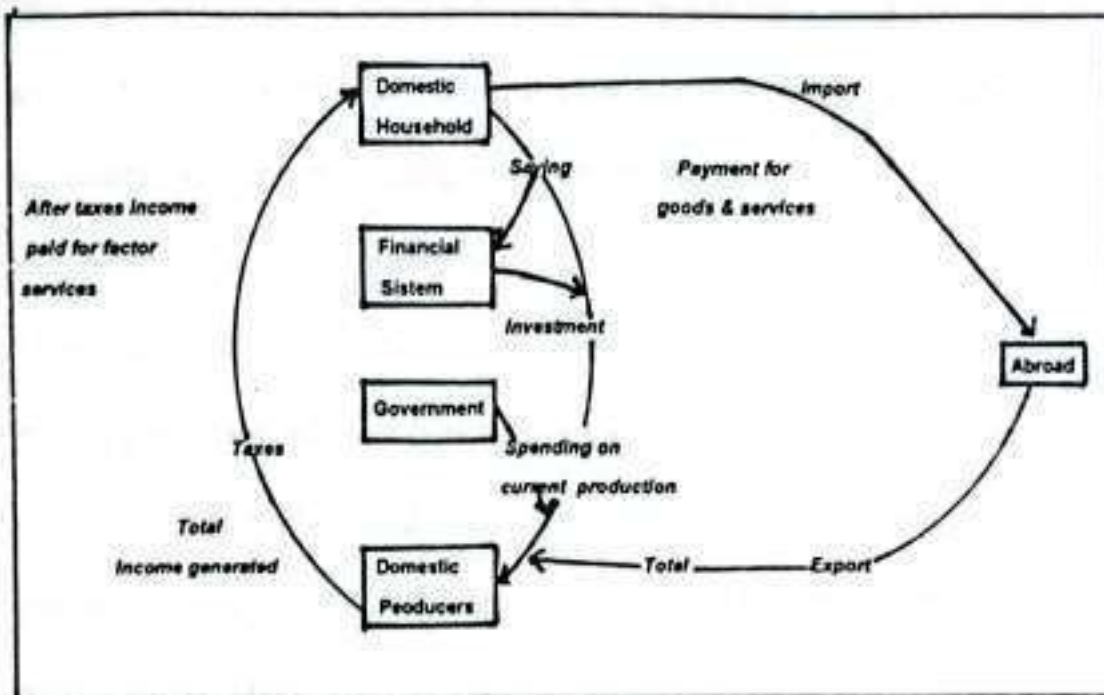 Domestic
Household
Import
Saving
Payment for
goods & services
After taxes income
paid for factor
services
Financial
Sistem
Investment
Abroad
Government
Taxes
Spending on
current production
Total
Income generated
Domestic
Peoducers
Total
Export